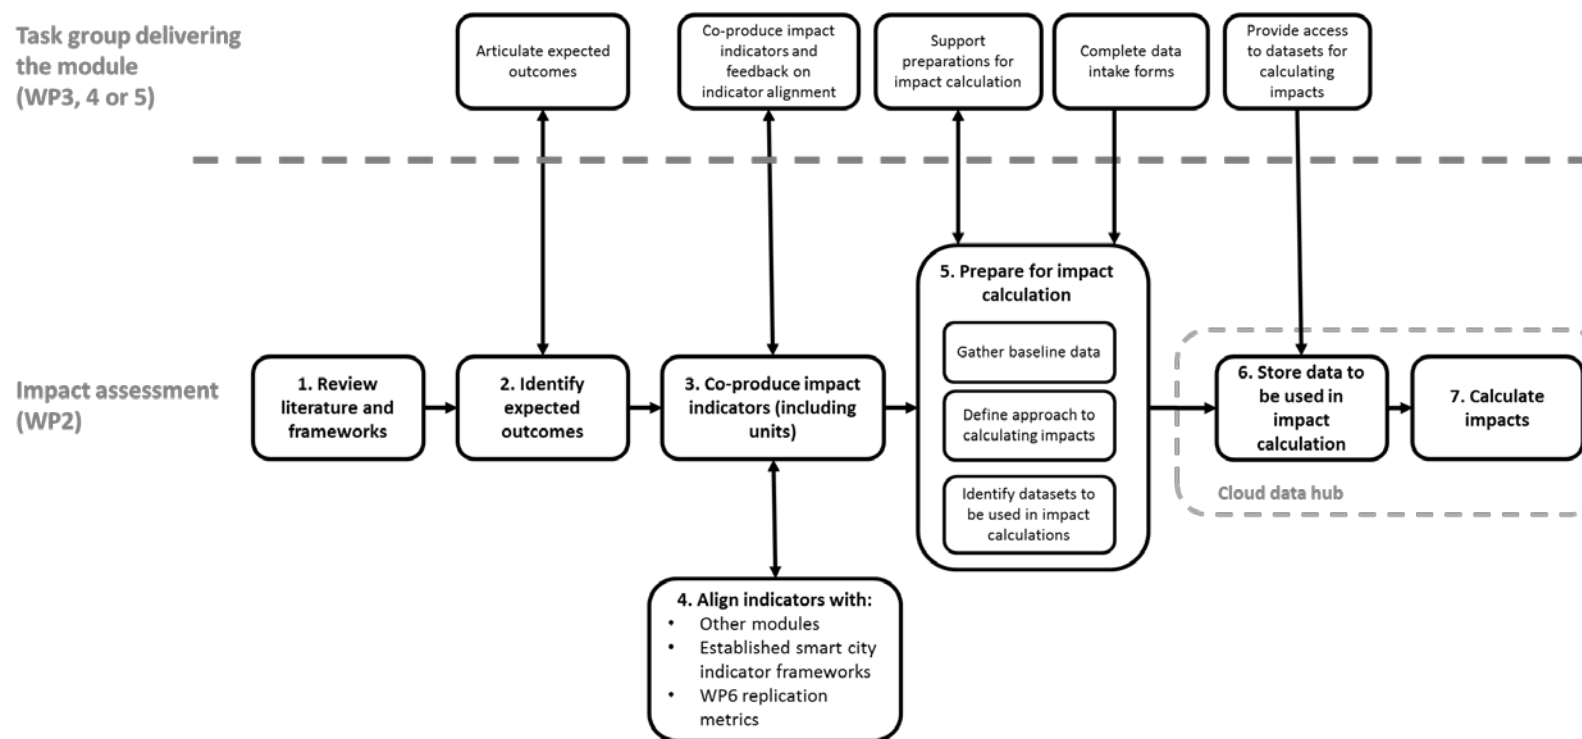 Task group delivering
the module
(WP3, 4 or 5)
Articulate expected
outcomes
Co-produce impact
indicators and
feedback on
indicator alignment
Support
preparations for
impact calculation
Complete data
intake forms
Provide access
to datasets for
calculating
impacts
Impact assessment
(WP2)
1. Review
literature and
frameworks
2. Identify
expected
outcomes
3. Co-produce impact
indicators (including
units)
4. Align indicators with:
• Other modules
• Established smart city
indicator frameworks
• WP6 replication
metrics
5. Prepare for impact
calculation
Gather baseline data
Define approach to
calculating impacts
Identify datasets to
be used in impact
calculations
6. Store data to
be used in
impact
calculation
7. Calculate
impacts
Cloud data hub